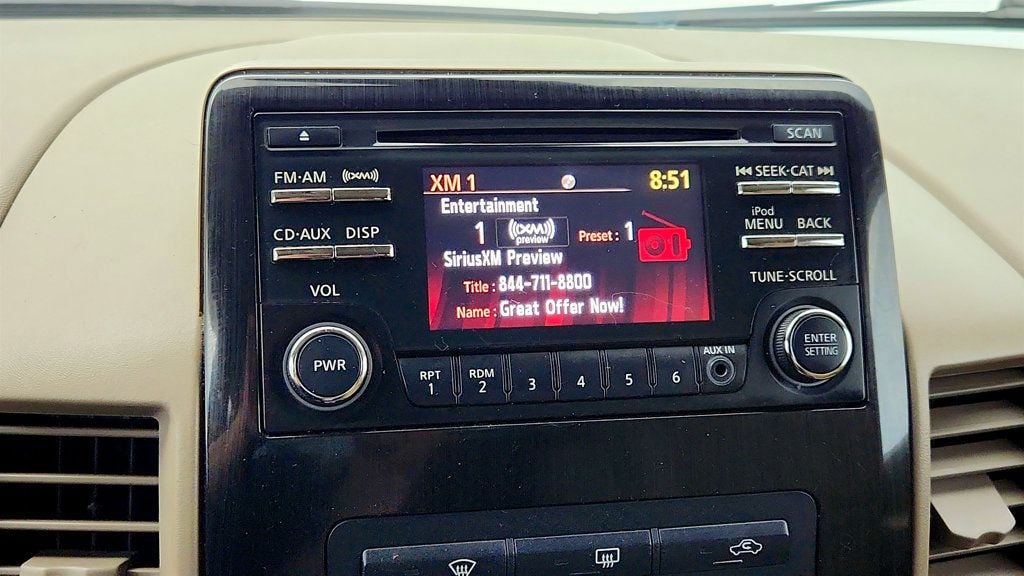 SCAN
FM·AM
((XM))
SEEK·CAT
CD·AUX
DISP
iPod
MENU
BACK
VOL
TUNE·SCROLL
XM 1
8:51
Entertainment
1 ((XM)) Preset : 1
preview
SiriusXM Preview
Title : 844-711-8800
Name : Great Offer Now!
PWR
ENTER
SETTING
RPT
1
RDM
2
3
4
5
6
AUX IN